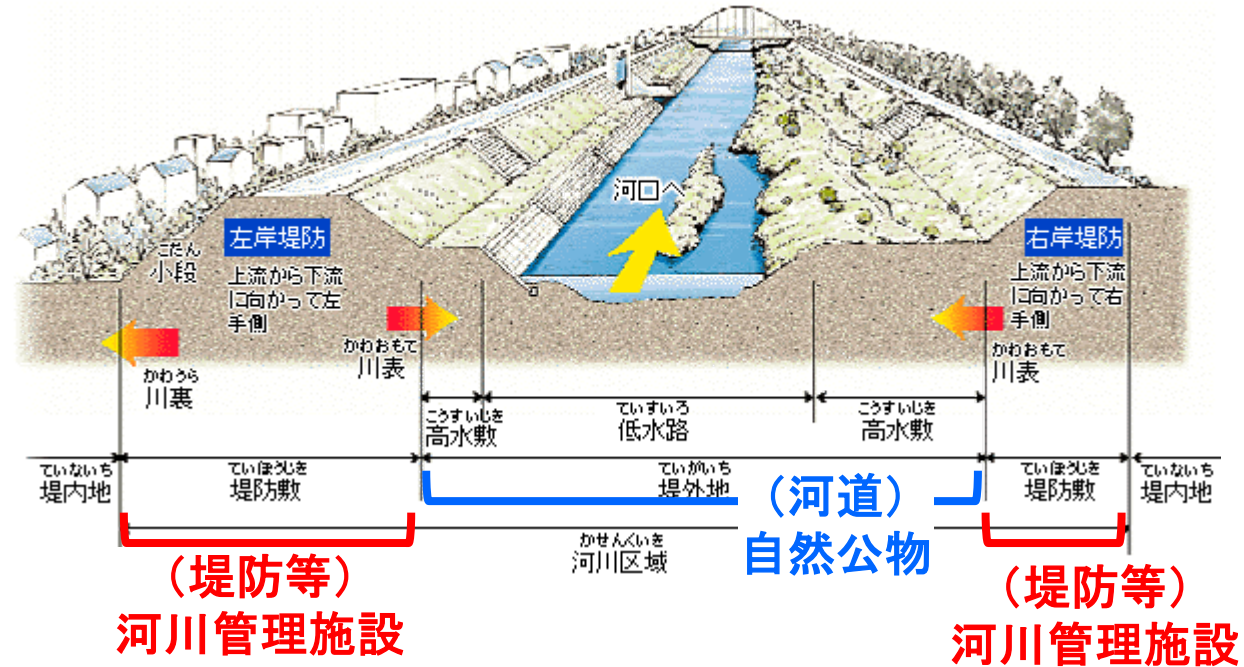 河口へ
左岸堤防
上流から下流
に向かって左
手側
こだん
小段
右岸堤防
上流から下流
に向かって右
手側
かわうら
川裏
かわおもて
川表
かわおもて
川表
こうすいじき
高水敷
ていすいろ
低水路
こうすいじき
高水敷
ていないち
堤内地
ていぼうじき
堤防敷
ていがいち
堤外地
ていぼうじき
堤防敷
ていないち
堤内地
（河道）
自然公物
かせんくいき
河川区域
（堤防等）
河川管理施設
（堤防等）
河川管理施設